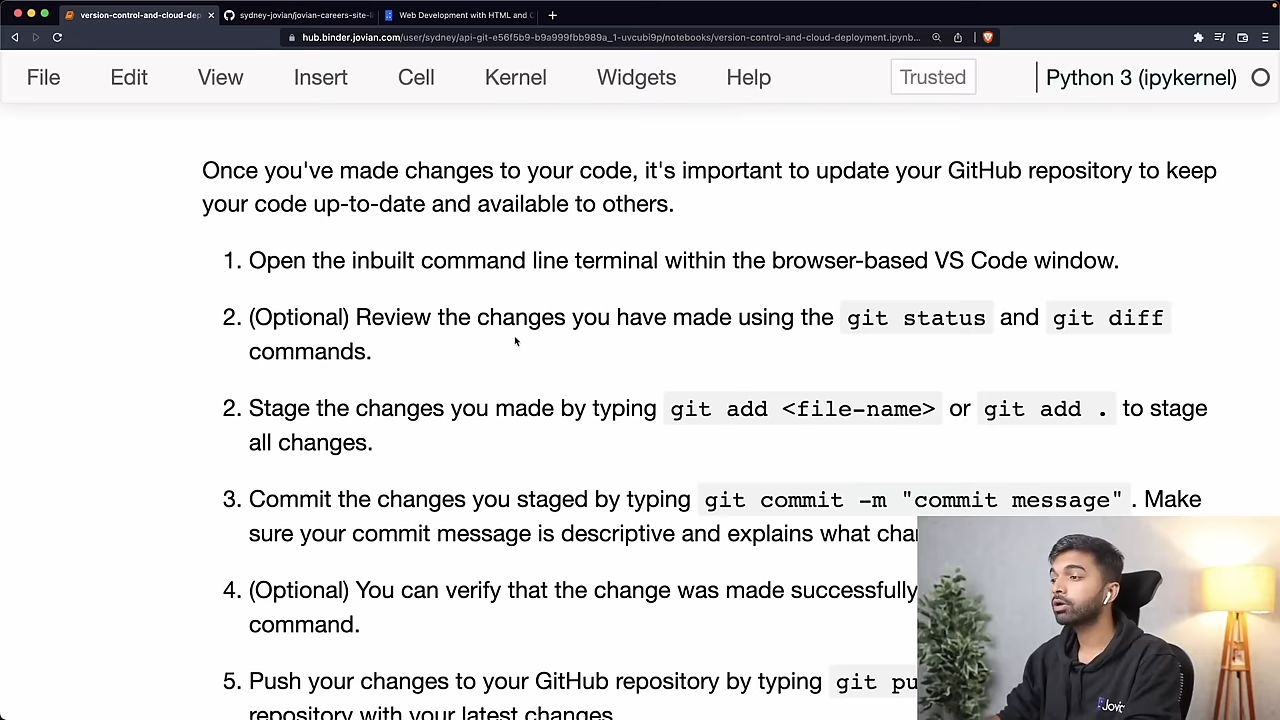 version-control-and-cloud-dep
sydney-jovian/jovian-careers-site-
Web Development with HTML and
hub.binder.jovian.com/user/sydney/api-git-e56f5b9-b9a999fbb989a_1-uvcubi9p/notebooks/version-control-and-cloud-deployment.ipynb...
File Edit View Insert Cell Kernel Widgets Help Trusted Python 3 (ipykernel)
Once you've made changes to your code, it's important to update your GitHub repository to keep
your code up-to-date and available to others.
1. Open the inbuilt command line terminal within the browser-based VS Code window.
2. (Optional) Review the changes you have made using the git status and git diff
commands.
2. Stage the changes you made by typing git add <file-name> or git add . to stage
all changes.
3. Commit the changes you staged by typing git commit -m "commit message" . Make
sure your commit message is descriptive and explains what cha
4. (Optional) You can verify that the change was made successfully
command.
5. Push your changes to your GitHub repository by typing git pu
repository with your latest changes.